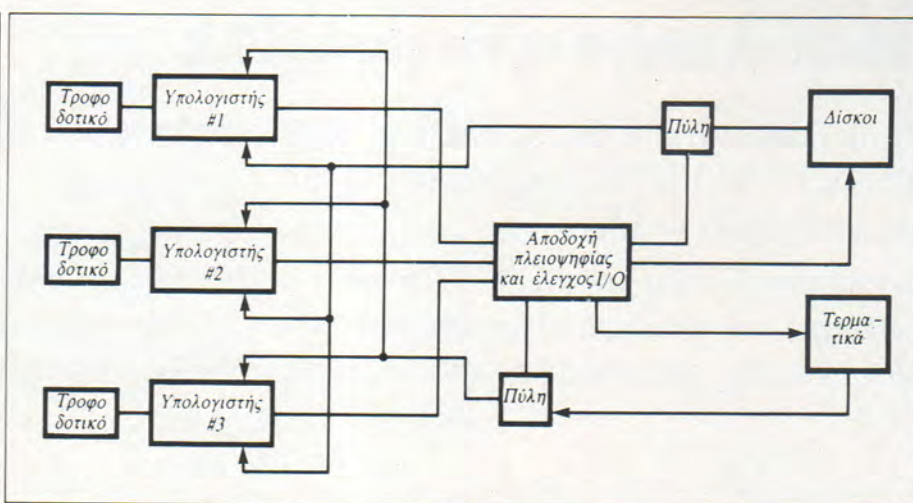 Τροφο
δοτικό
Υπολογιστής
#1
Πύλη
Δίσκοι
Τροφο
δοτικό
Υπολογιστής
#2
Αποδοχή
πλειοψηφίας
και έλεγχος I/O
Τερμα-
τικά
Τροφο
δοτικό
Υπολογιστής
#3
Πύλη